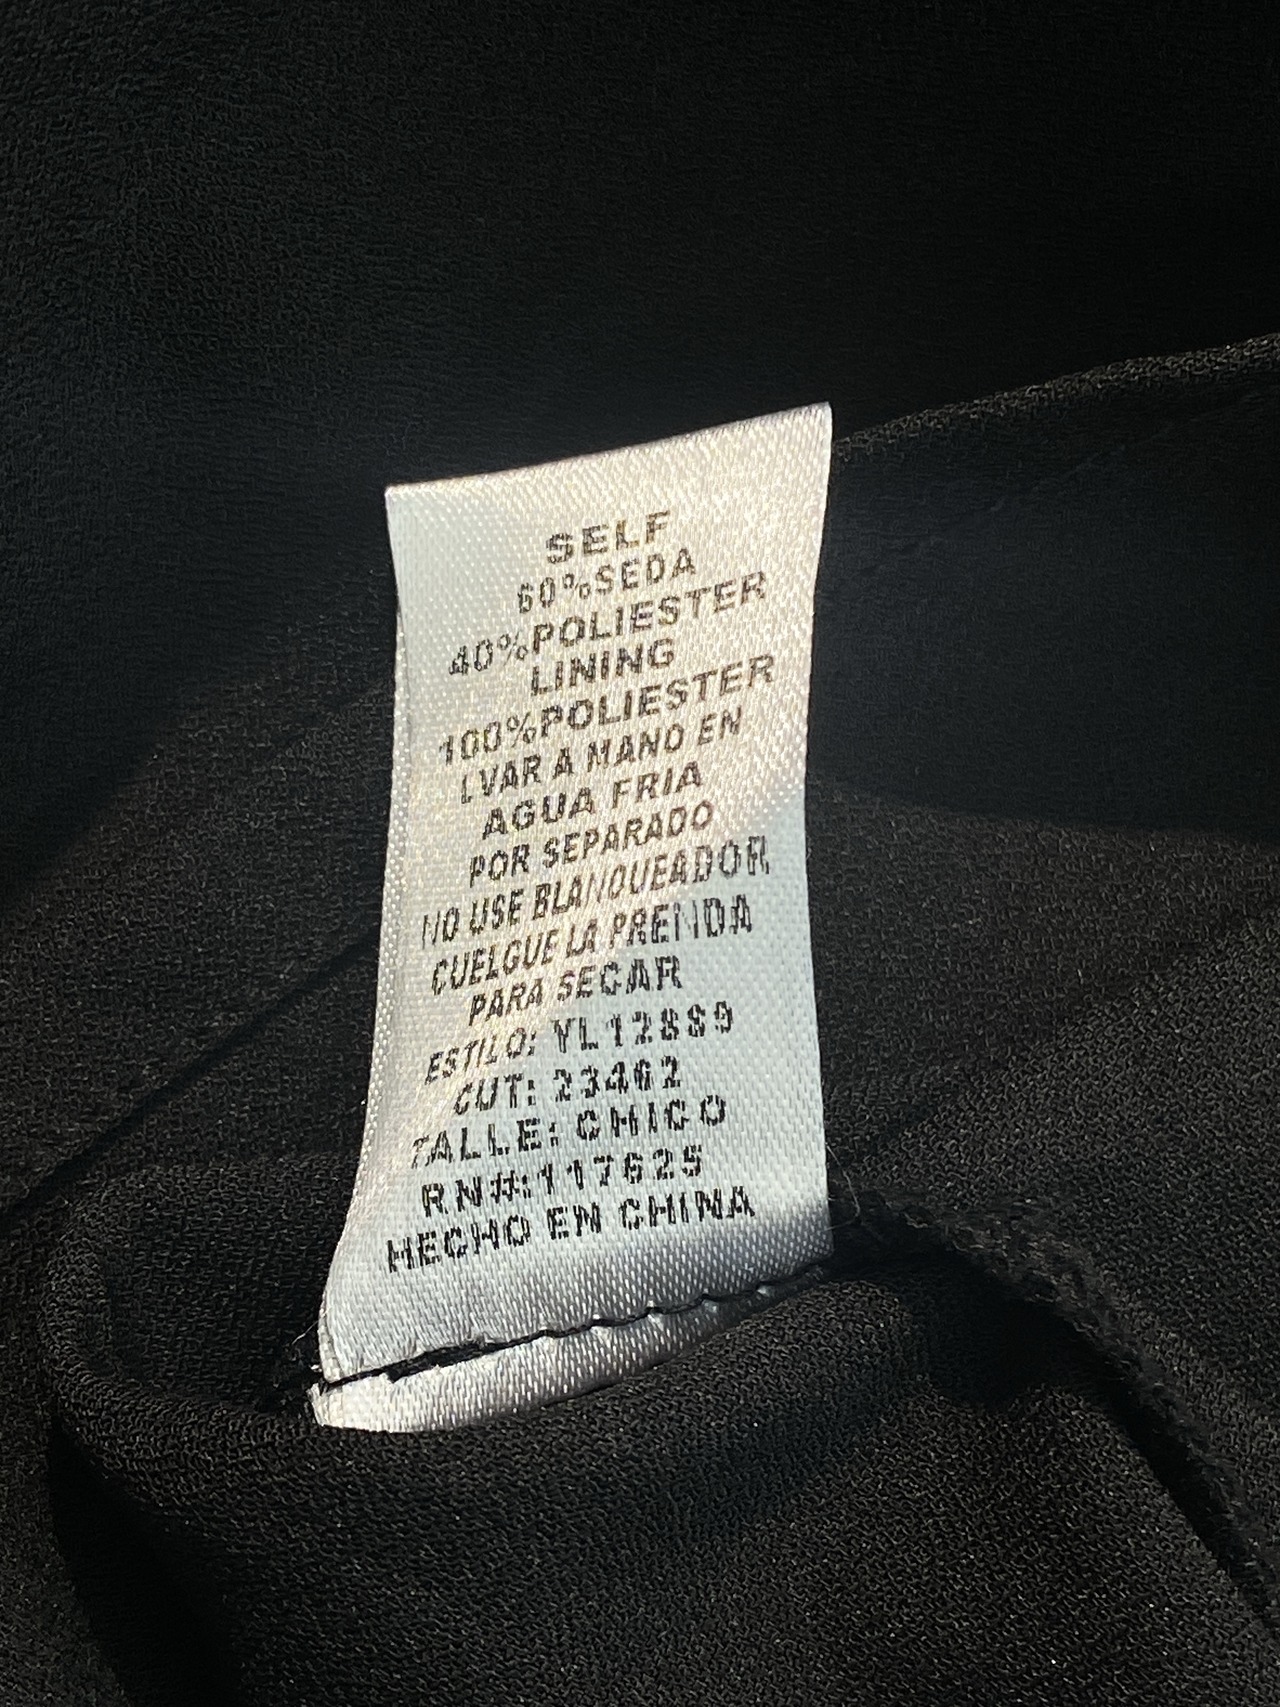 SELF
60%SEDA
40%POLIESTER
LINING
100%POLIESTER
LVAR A MANO EN
AGUA FRIA
POR SEPARADO
NO USE BLANQUEADOR
CUELGUE LA PRENDA
PARA SECAR
ESTILO: YL12889
CUT: 23462
TALLE: CHICO
RN#:117625
HECHO EN CHINA